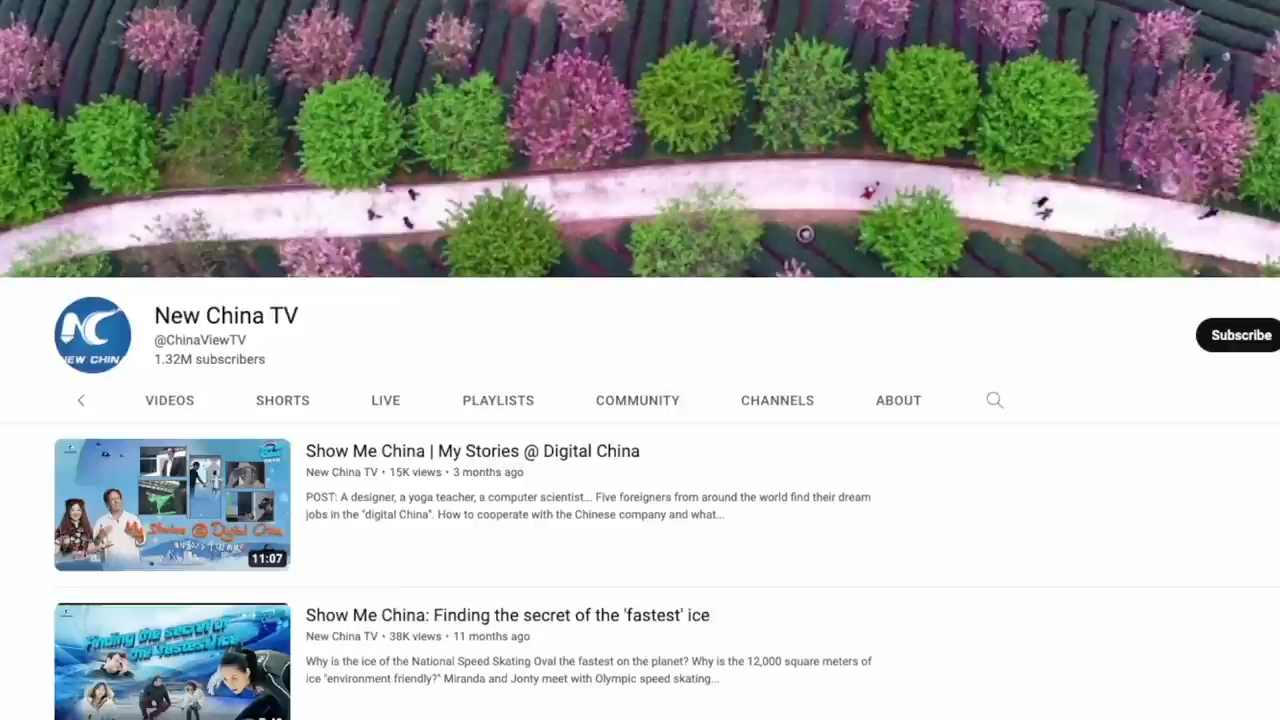 New China TV
@ChinaViewTV
1.32M subscribers
Subscribe
NC
NEW CHINA
VIDEOS SHORTS LIVE PLAYLISTS COMMUNITY CHANNELS ABOUT
My Stories @ Digital China
11:07
Show Me China | My Stories @ Digital China
New China TV • 15K views • 3 months ago
POST: A designer, a yoga teacher, a computer scientist... Five foreigners from around the world find their dream
jobs in the "digital China". How to cooperate with the Chinese company and what...
Finding the secret of
the 'fastest' ice
Show Me China: Finding the secret of the 'fastest' ice
New China TV • 38K views • 11 months ago
Why is the ice of the National Speed Skating Oval the fastest on the planet? Why is the 12,000 square meters of
ice "environment friendly?" Miranda and Jonty meet with Olympic speed skating...